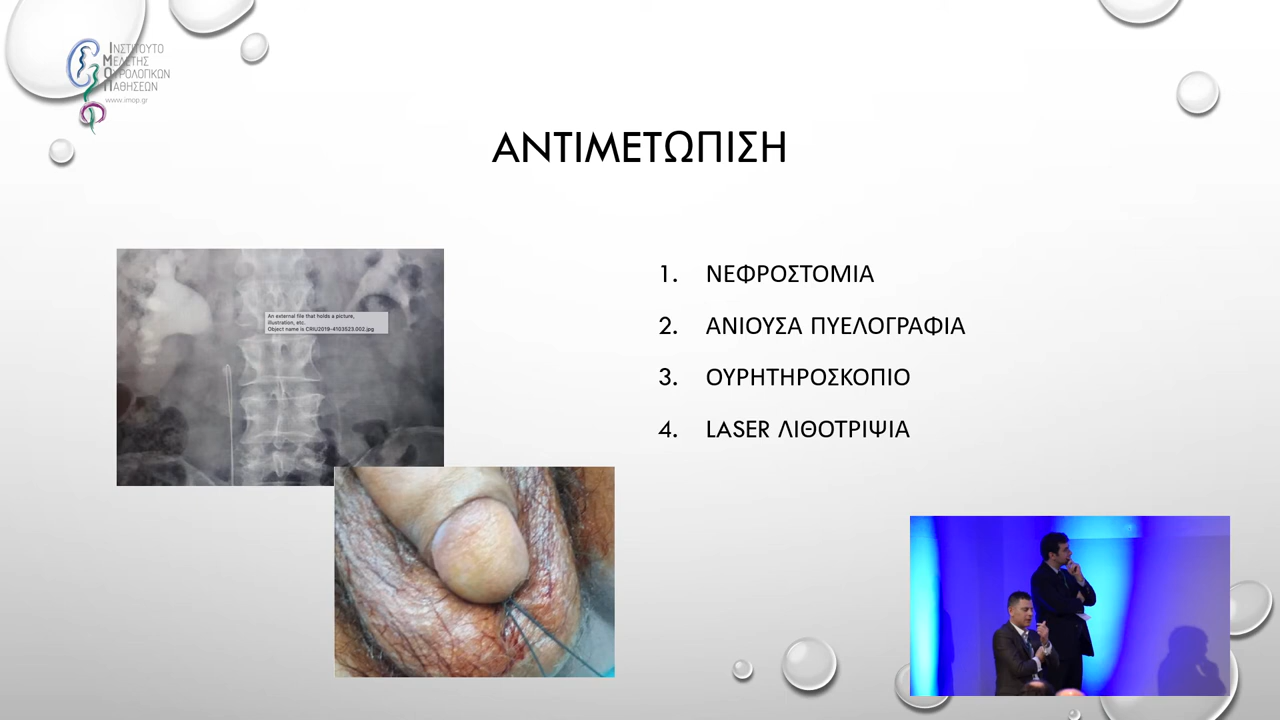 ΙΝΣΤΙΤΟΥΤΟ
ΜΕΛΕΤΗΣ
ΟΥΡΟΛΟΓΙΚΩΝ
ΠΑΘΗΣΕΩΝ
www.imop.gr
ΑΝΤΙΜΕΤΩΠΙΣΗ
An external file that holds a picture,
illustration, etc.
Object name is CRIU2019-4103523.002.jpg
1. ΝΕΦΡΟΣΤΟΜΙΑ
2. ΑΝΙΟΥΣΑ ΠΥΕΛΟΓΡΑΦΙΑ
3. ΟΥΡΗΤΗΡΟΣΚΟΠΙΟ
4. LASER ΛΙΘΟΤΡΙΨΙΑ